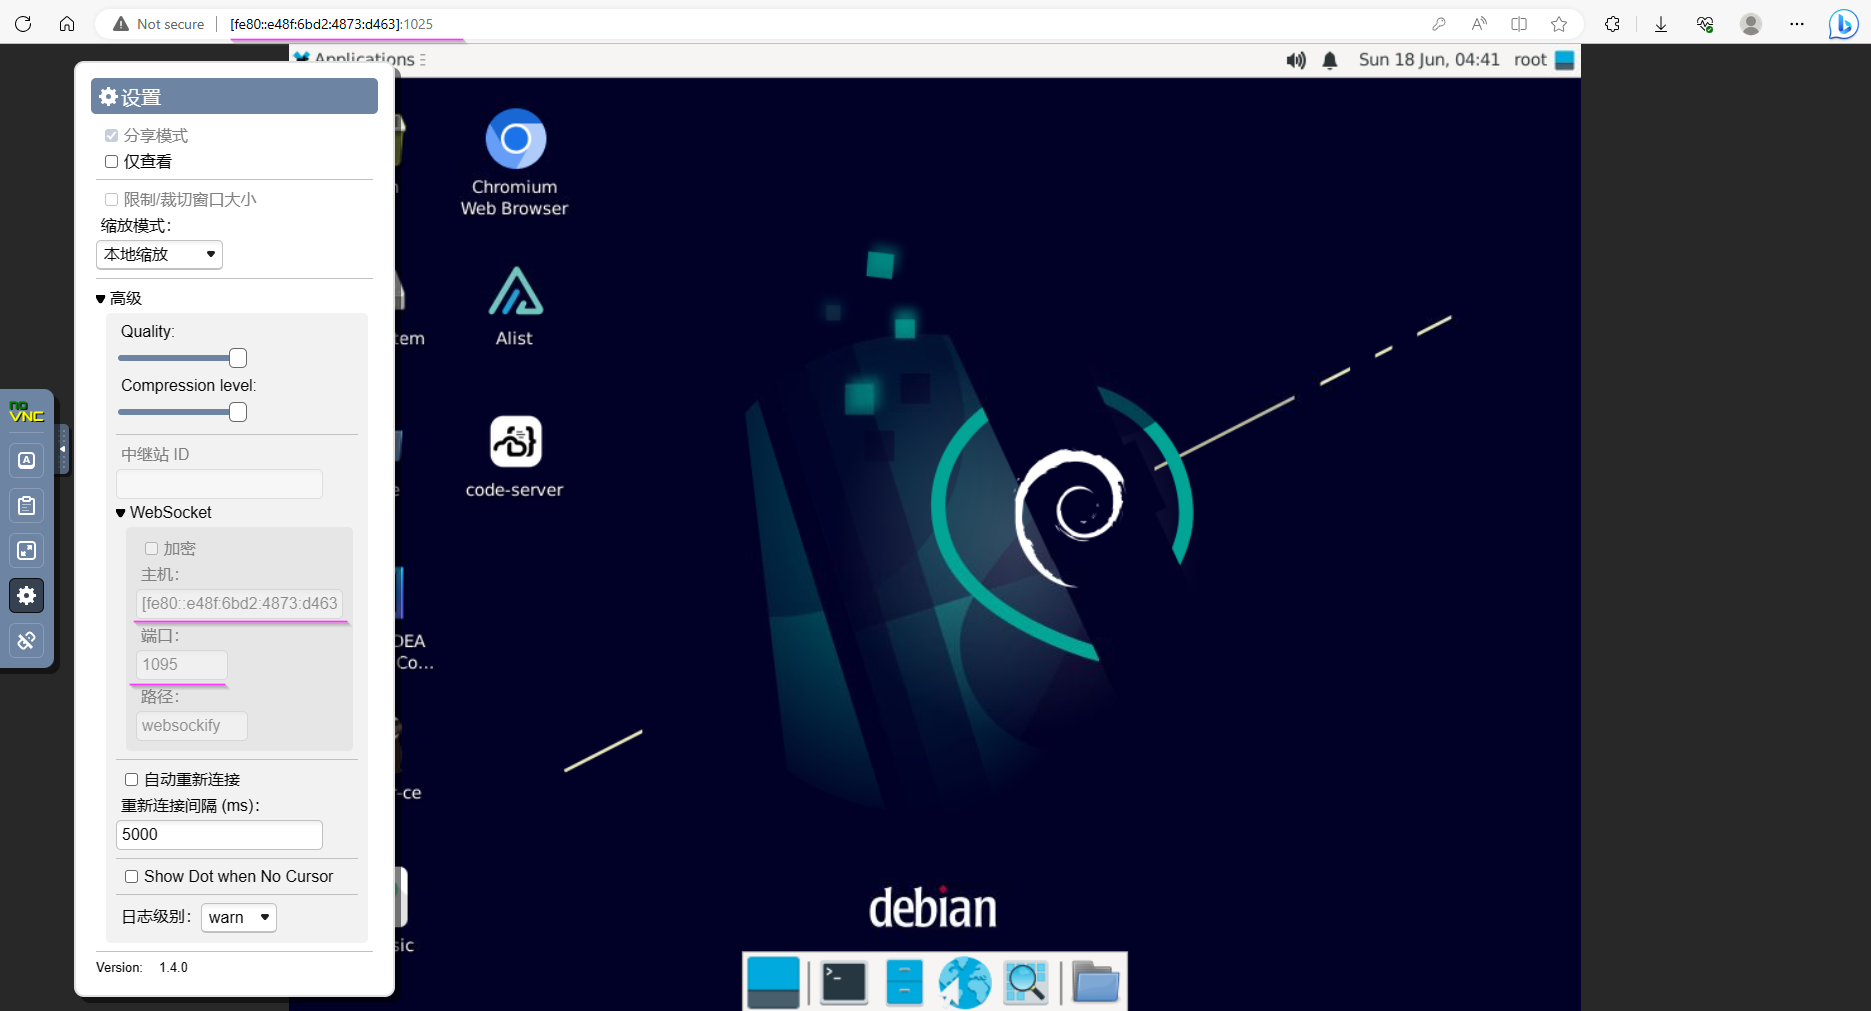 Not secure
[fe80::e48f:6bd2:4873:d463]:1025
Applications
Sun 18 Jun, 04:41
root
设置
分享模式
仅查看
限制/裁切窗口大小
缩放模式：
本地缩放
高级
Quality:
Compression level:
中继站 ID
WebSocket
加密
主机：
[fe80::e48f:6bd2:4873:d463
端口：
1095
路径：
websockify
自动重新连接
重新连接间隔 (ms)：
5000
Show Dot when No Cursor
日志级别：
warn
Version:
1.4.0
no
VNC
A
Chromium
Web Browser
tem
Alist
code-server
DEA
Co...
-ce
sic
debian